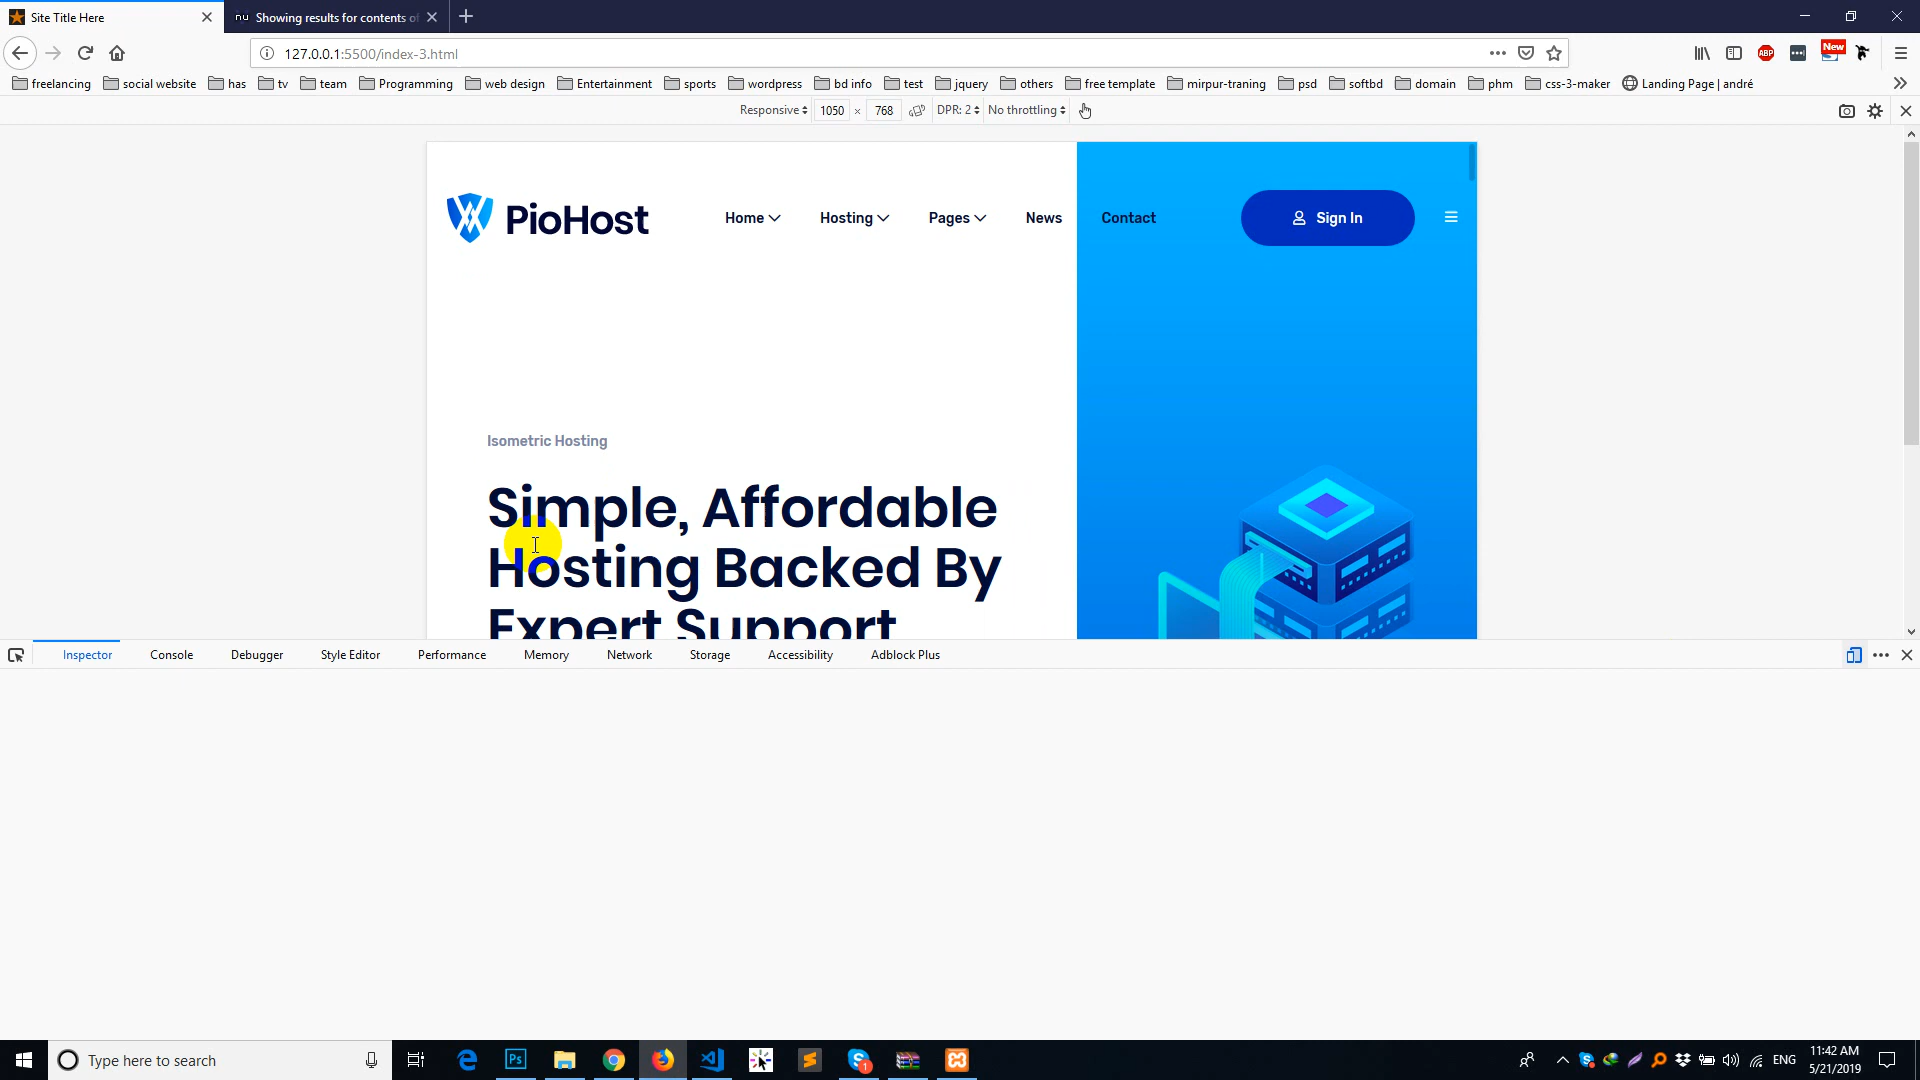 Site Title Here
Showing results for contents of
127.0.0.1:5500/index-3.html
New
ABP
freelancing
social website
has
tv
team
Programming
web design
Entertainment
sports
wordpress
bd info
test
jquery
others
free template
mirpur-traning
psd
softbd
domain
phm
css-3-maker
Landing Page | andré
Responsive
1050 × 768
DPR: 2
No throttling
PioHost
Home
Hosting
Pages
News
Contact
Sign In
Isometric Hosting
Simple, Affordable
Hosting Backed By
Expert Support
Inspector
Console
Debugger
Style Editor
Performance
Memory
Network
Storage
Accessibility
Adblock Plus
Type here to search
Ps
1
ENG
11:42 AM
5/21/2019